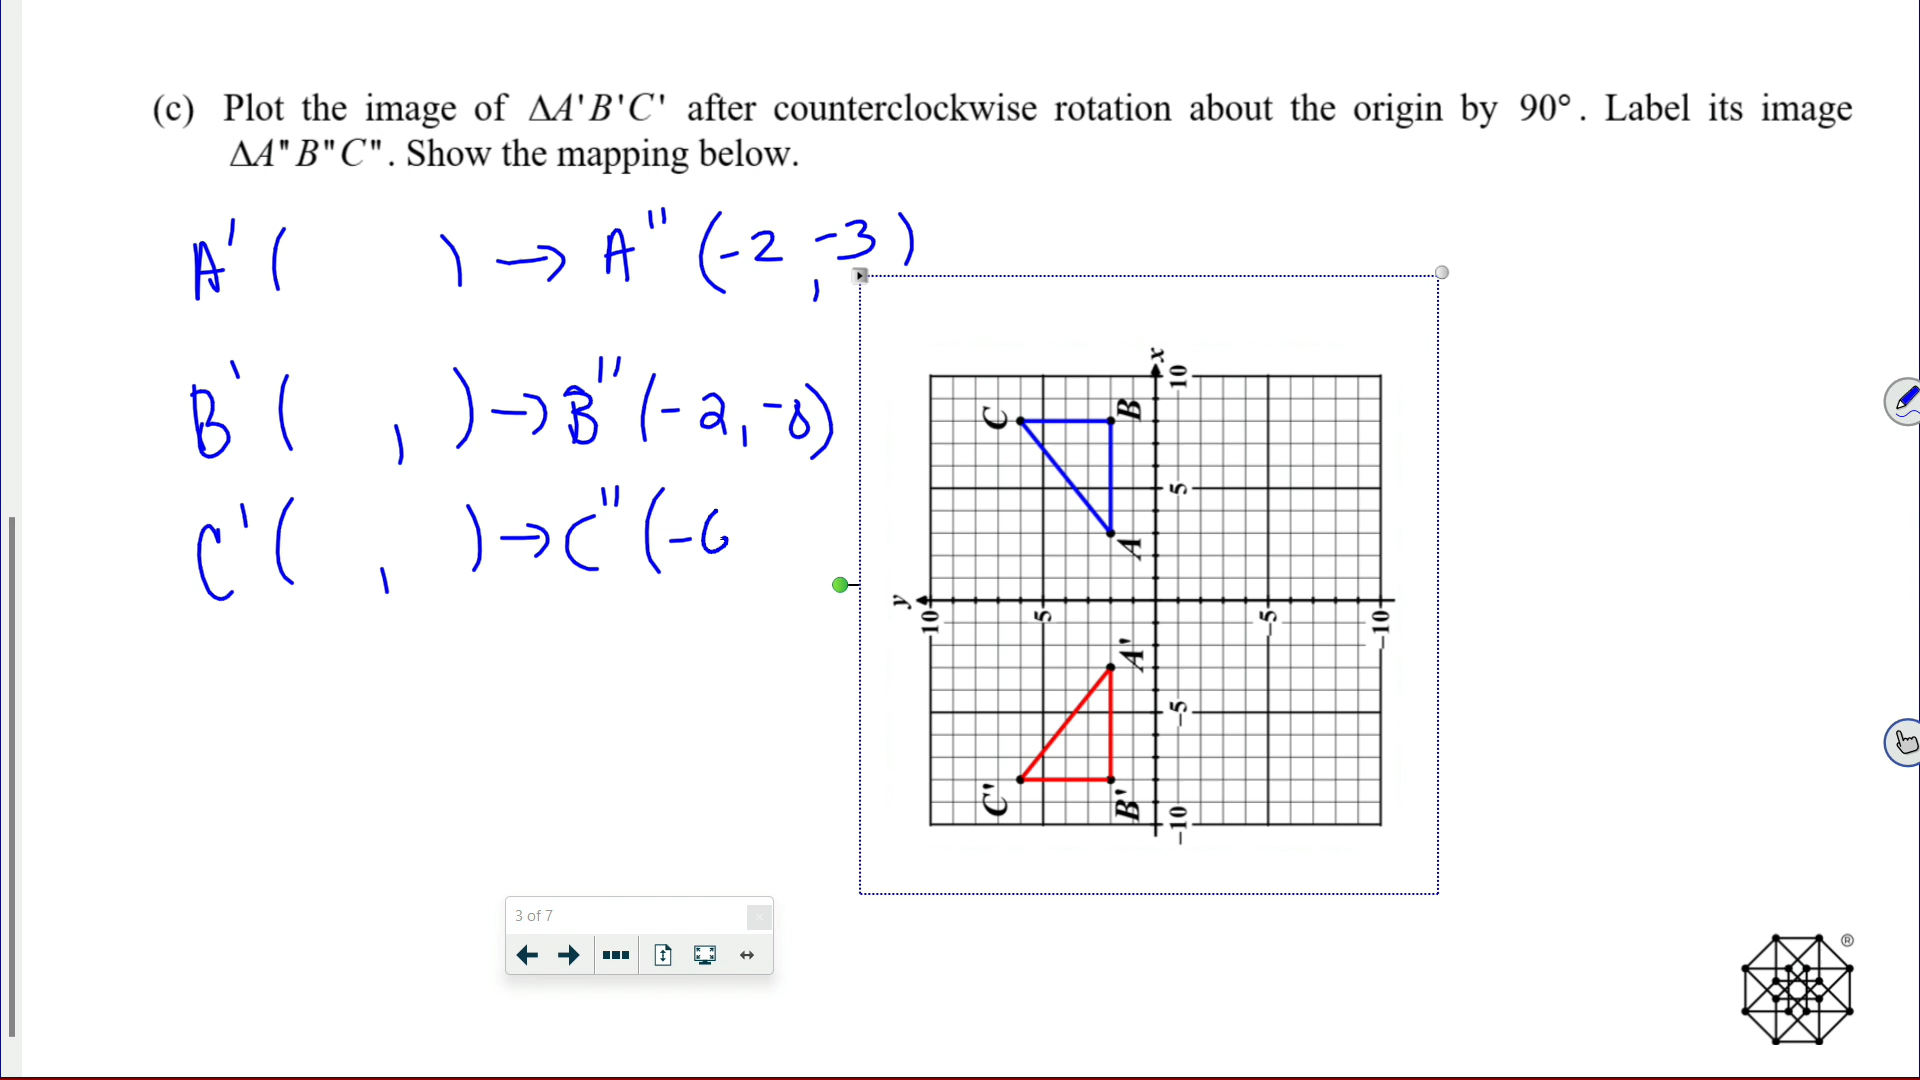 (c) Plot the image of ΔA'B'C' after counterclockwise rotation about the origin by 90°. Label its image
ΔA"B"C". Show the mapping below.
A' ( ) → A" (-2, -3)
B' ( , ) → B" (-2, -8)
C' ( , ) → C" (-6
x
10
C
B
5
A
y
10
5
-5
-10
A'
-5
C'
B'
-10
3 of 7
®